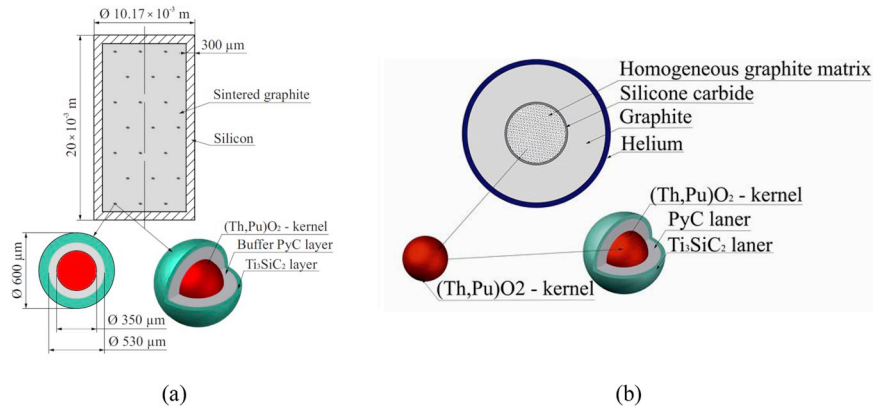 Ø 10.17 × 10⁻³ m
300 µm
20×10⁻³ m
Sintered graphite
Silicon
(Th,Pu)O₂ - kernel
Buffer PyC layer
Ti₃SiC₂ layer
Ø 600 µm
Ø 350 µm
Ø 530 µm
(a)
Homogeneous graphite matrix
Silicone carbide
Graphite
Helium
(Th,Pu)O₂ - kernel
PyC laner
Ti₃SiC₂ laner
(Th,Pu)O2 - kernel
(b)